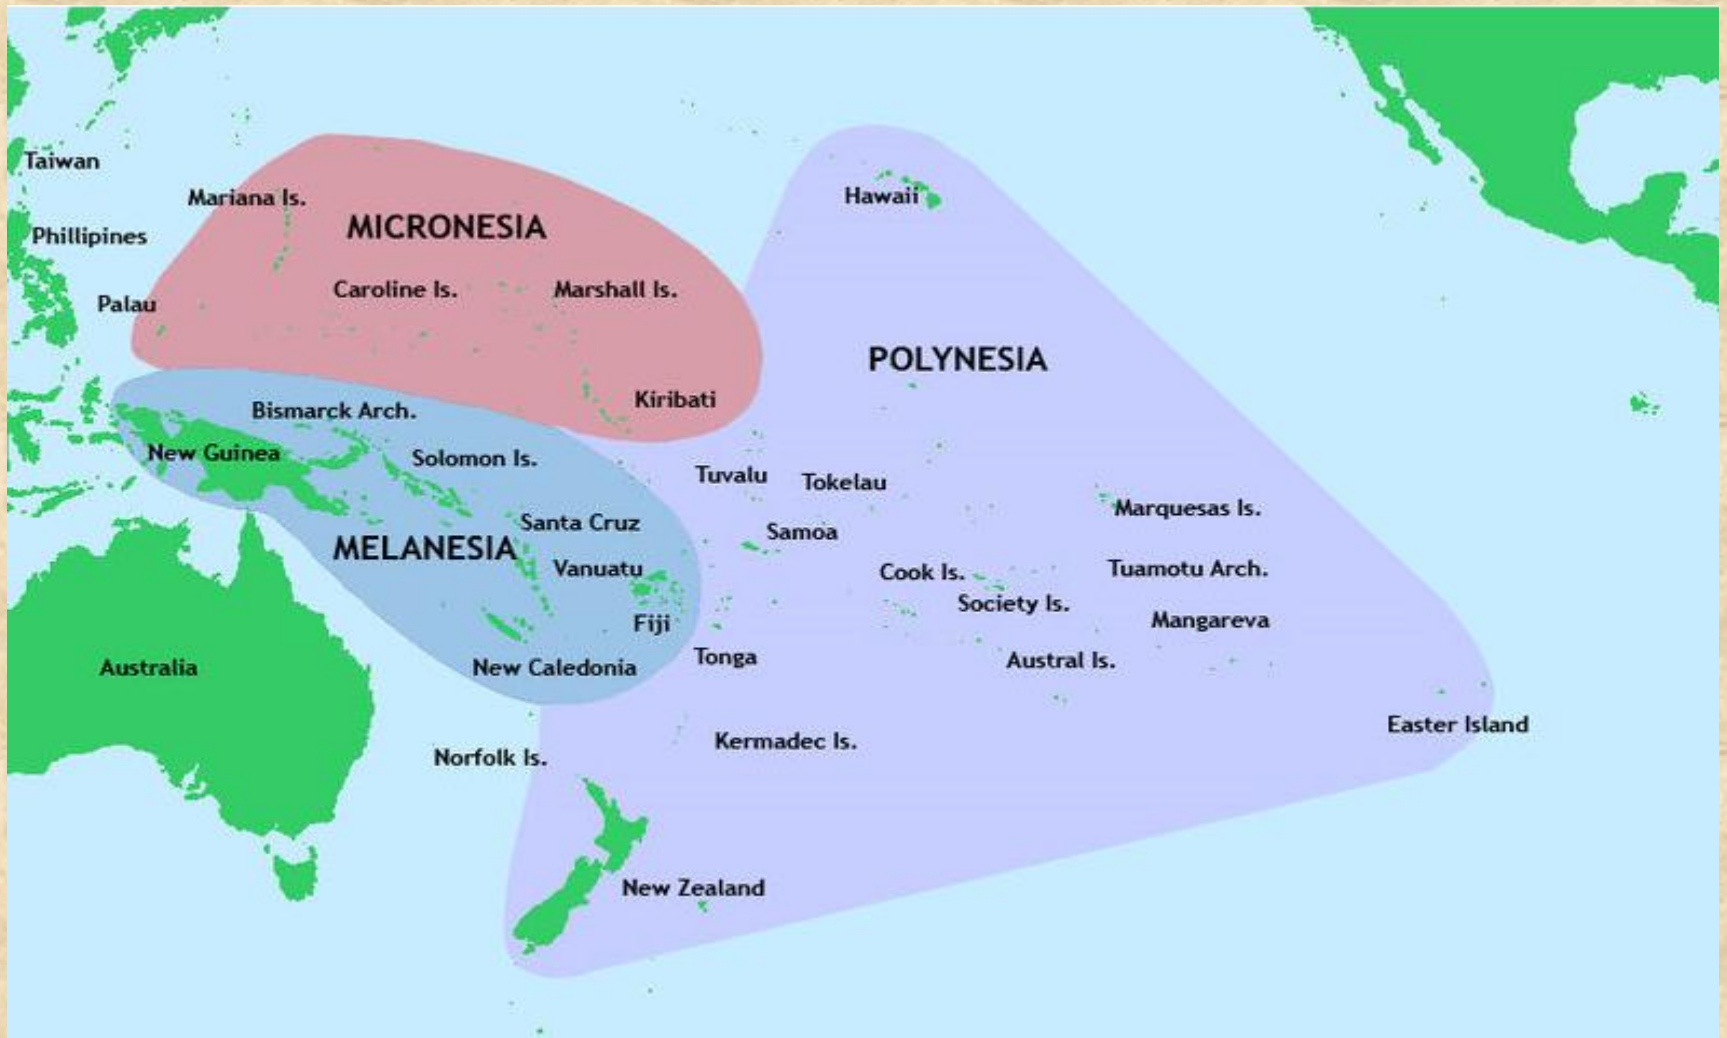 Taiwan
Mariana Is.
Hawaii
MICRONESIA
Phillipines
Caroline Is.
Marshall Is.
Palau
POLYNESIA
Kiribati
Bismarck Arch.
New Guinea
Solomon Is.
Tuvalu
Tokelau
Marquesas Is.
Santa Cruz
Samoa
MELANESIA
Vanuatu
Cook Is.
Tuamotu Arch.
Society Is.
Fiji
Mangareva
Tonga
Austral Is.
Australia
New Caledonia
Easter Island
Kermadec Is.
Norfolk Is.
New Zealand